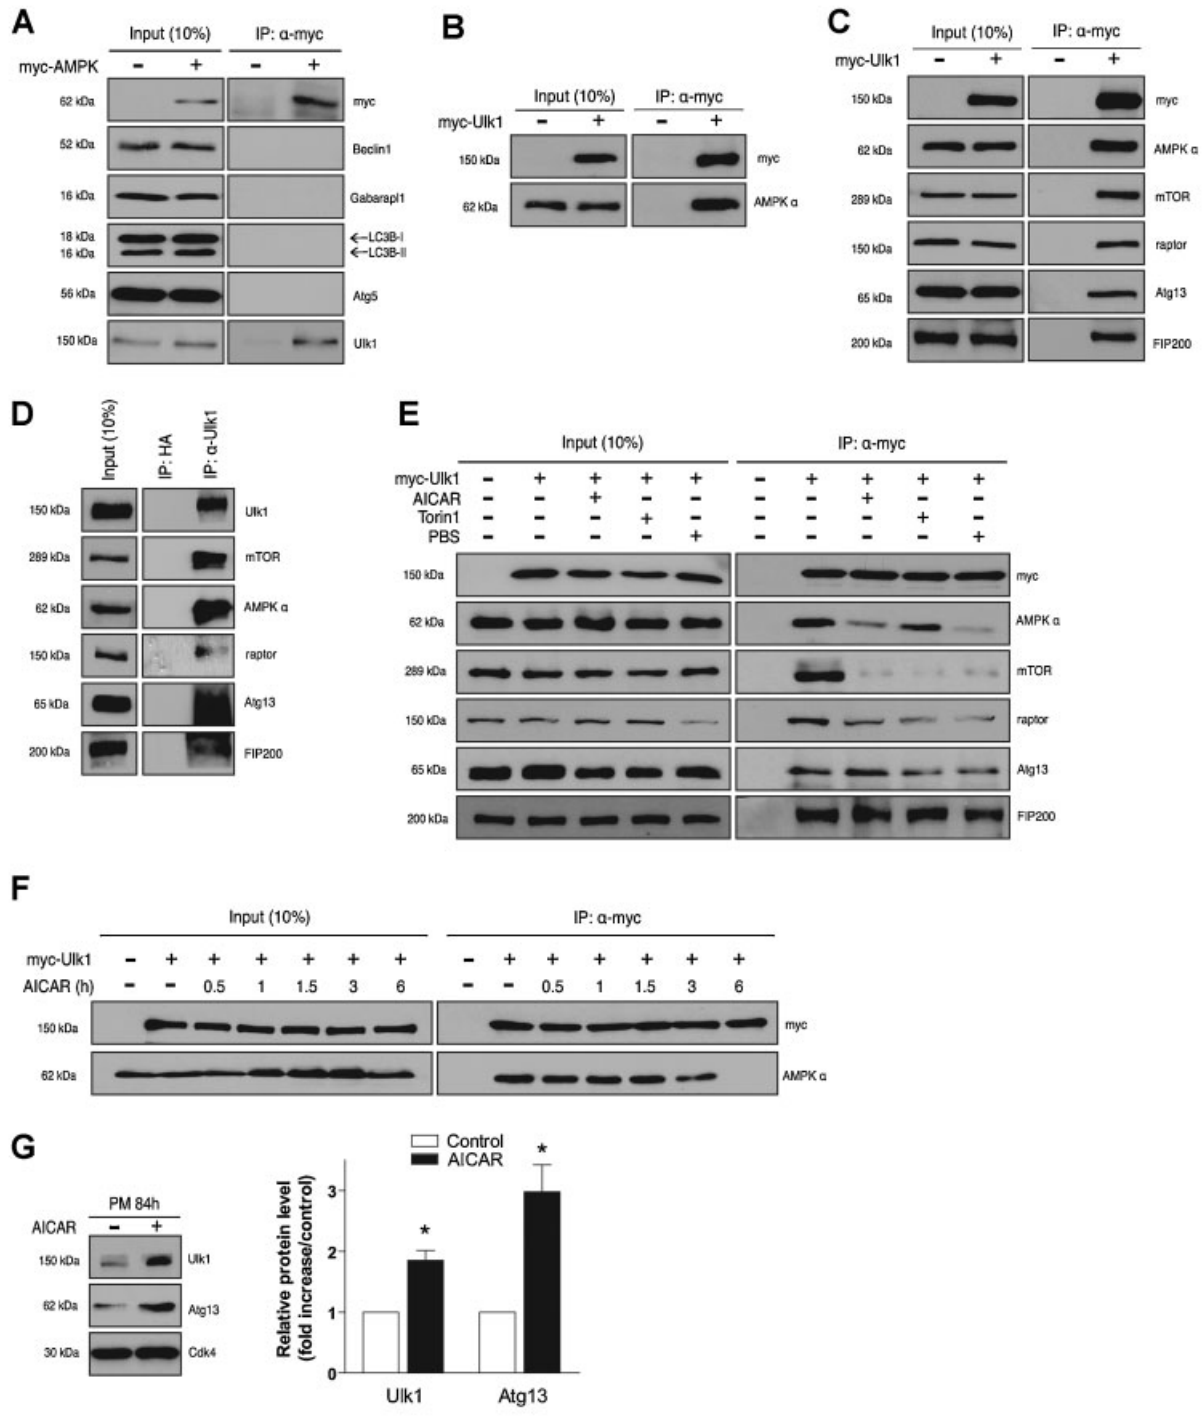 A
Input (10%) IP: α-myc
myc-AMPK - + - +
62 kDa myc
52 kDa Beclin1
16 kDa Gabarapl1
18 kDa ←LC3B-I
16 kDa ←LC3B-II
56 kDa Atg5
150 kDa Ulk1
B
Input (10%) IP: α-myc
myc-Ulk1 - + - +
150 kDa myc
62 kDa AMPK α
C
Input (10%) IP: α-myc
myc-Ulk1 - + - +
150 kDa myc
62 kDa AMPK α
289 kDa mTOR
150 kDa raptor
65 kDa Atg13
200 kDa FIP200
D
Input (10%) IP: HA IP: α-Ulk1
150 kDa Ulk1
289 kDa mTOR
62 kDa AMPK α
150 kDa raptor
65 kDa Atg13
200 kDa FIP200
E
Input (10%) IP: α-myc
myc-Ulk1 - + + + + - + + + +
AICAR - - + - - - - + - -
Torin1 - - - + - - - - + -
PBS - - - - + - - - - +
150 kDa myc
62 kDa AMPK α
289 kDa mTOR
150 kDa raptor
65 kDa Atg13
200 kDa FIP200
F
Input (10%) IP: α-myc
myc-Ulk1 - + + + + + + - + + + + + +
AICAR (h) - - 0.5 1 1.5 3 6 - - 0.5 1 1.5 3 6
150 kDa myc
62 kDa AMPK α
G
PM 84h
AICAR - +
150 kDa Ulk1
62 kDa Atg13
30 kDa Cdk4
Control
AICAR
Relative protein level
(fold increase/control)
3
2
1
0
* *
Ulk1 Atg13